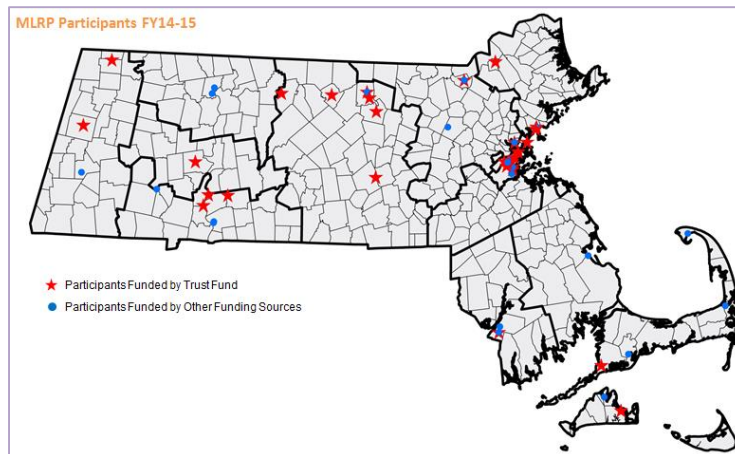 MLRP Participants FY14-15
Participants Funded by Trust Fund
Participants Funded by Other Funding Sources